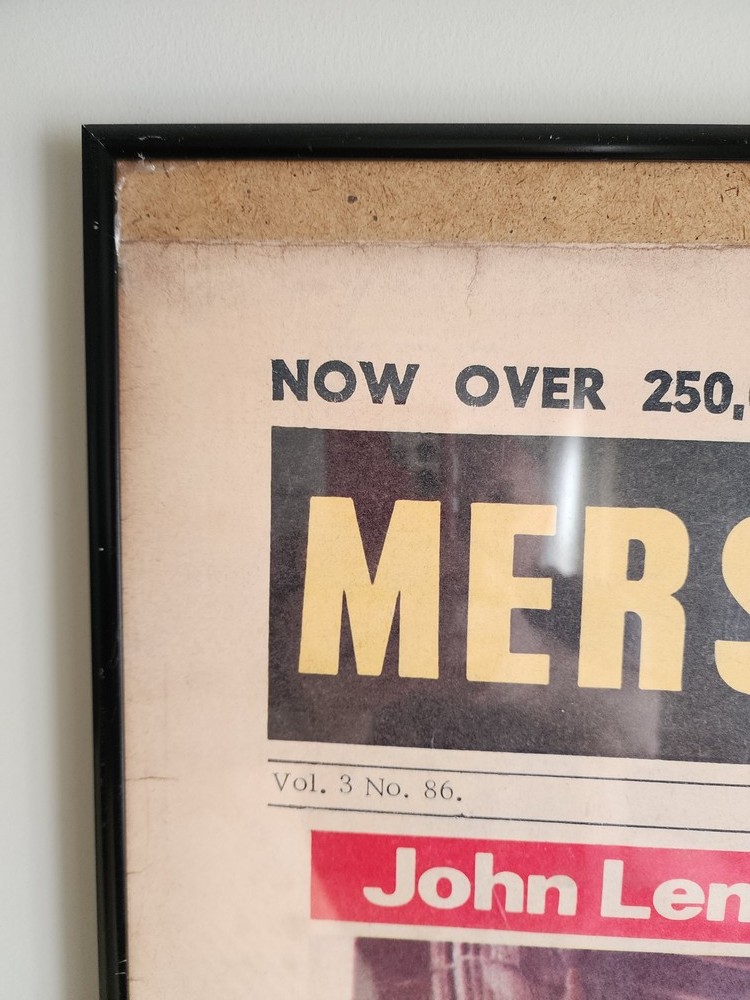 NOW OVER 250,
MERS
Vol. 3 No. 86.
John Len